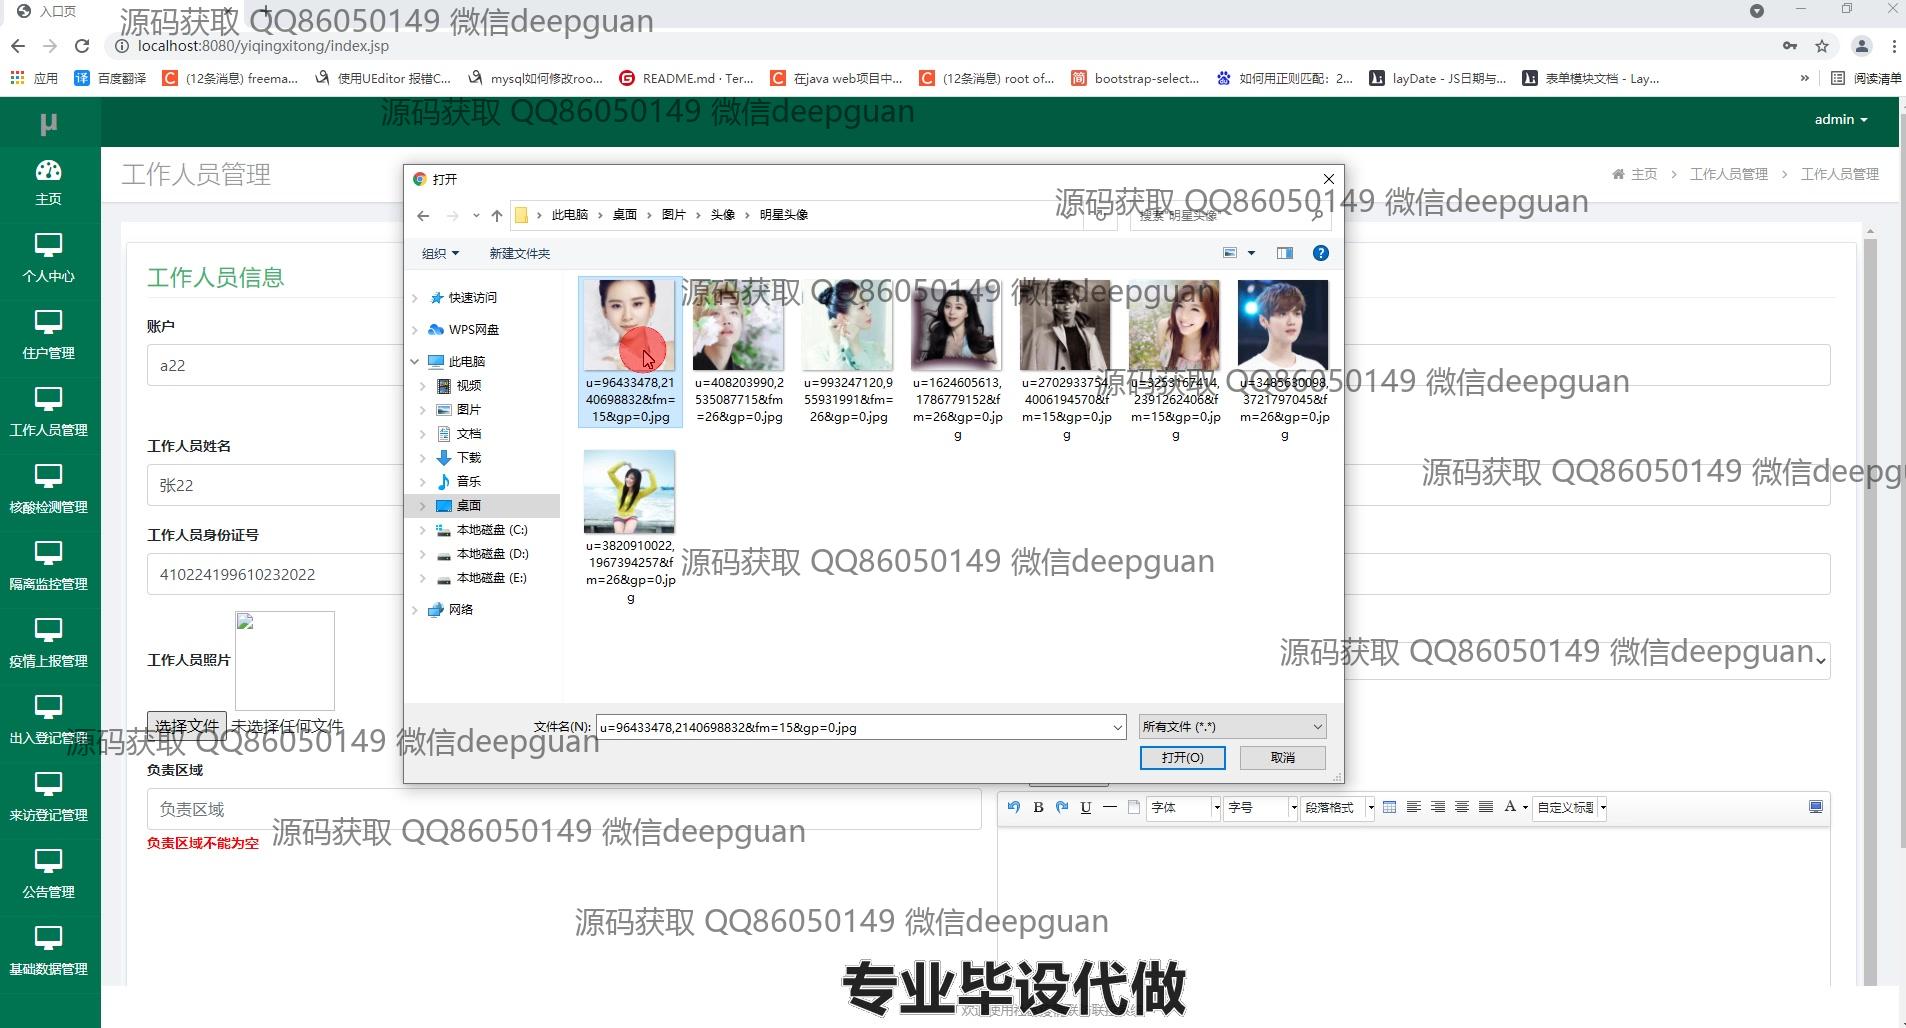 入口页
源码获取 QQ86050149 微信deepguan
localhost:8080/yiqingxitong/index.jsp
应用
百度翻译
(12条消息) freema...
使用UEditor 报错C...
mysql如何修改roo...
README.md · Ter...
在java web项目中...
(12条消息) root of...
bootstrap-select...
如何用正则匹配：2...
layDate - JS日期与...
表单模块文档 - Lay...
»
阅读清单
μ
源码获取 QQ86050149 微信deepguan
admin
主页
个人中心
住户管理
工作人员管理
核酸检测管理
隔离监控管理
疫情上报管理
出入登记管理
来访登记管理
公告管理
基础数据管理
工作人员管理
主页 > 工作人员管理 > 工作人员管理
源码获取 QQ86050149 微信deepguan
工作人员信息
账户
a22
工作人员姓名
张22
工作人员身份证号
410224199610232022
工作人员照片
选择文件 未选择任何文件
源码获取 QQ86050149 微信deepguan
负责区域
负责区域
负责区域不能为空
打开
此电脑 > 桌面 > 图片 > 头像 > 明星头像
搜索"明星头像"
组织
新建文件夹
快速访问
WPS网盘
此电脑
视频
图片
文档
下载
音乐
桌面
本地磁盘 (C:)
本地磁盘 (D:)
本地磁盘 (E:)
网络
源码获取 QQ86050149 微信deepguan
u=96433478,21
40698832&fm=
15&gp=0.jpg
u=408203990,2
535087715&fm
=26&gp=0.jpg
u=993247120,9
55931991&fm=
26&gp=0.jpg
u=1624605613,
1786779152&f
m=26&gp=0.jp
g
u=2702933754,
4006194570&f
m=15&gp=0.jp
g
u=3253167414,
2391262406&f
m=15&gp=0.jp
g
u=3485630098,
3721797045&f
m=26&gp=0.jp
g
源码获取 QQ86050149 微信deepguan
源码获取 QQ86050149 微信deepg
u=3820910022,
1967394257&f
m=26&gp=0.jp
g
源码获取 QQ86050149 微信deepguan
源码获取 QQ86050149 微信deepguan
文件名(N):
u=96433478,2140698832&fm=15&gp=0.jpg
所有文件 (*.*)
打开(O)
取消
B
U
字体
字号
段落格式
A
自定义标题
源码获取 QQ86050149 微信deepguan
源码获取 QQ86050149 微信deepguan
专业毕设代做